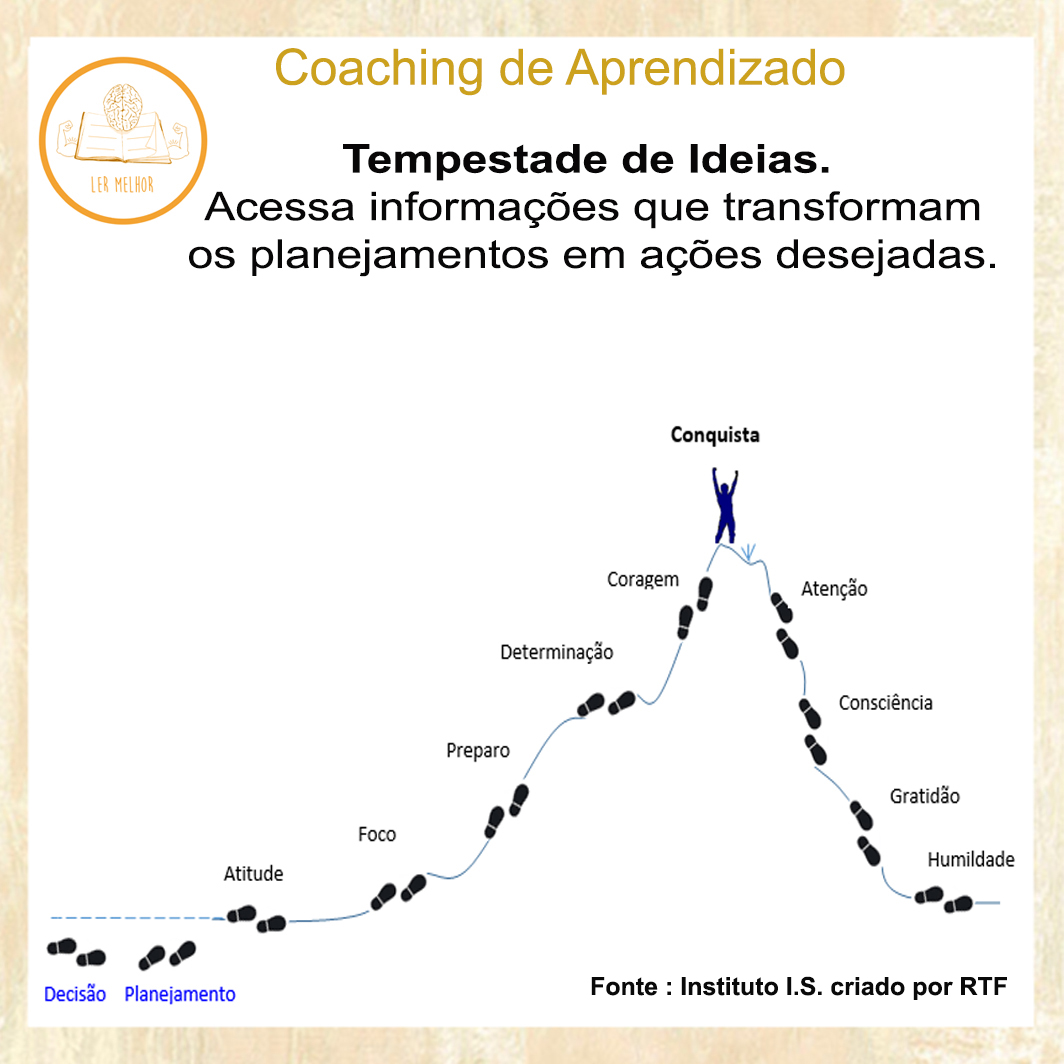 Coaching de Aprendizado
LER MELHOR
Tempestade de Ideias.
Acessa informações que transformam
os planejamentos em ações desejadas.
Conquista
Coragem
Atenção
Determinação
Consciência
Preparo
Gratidão
Foco
Humildade
Atitude
Decisão
Planejamento
Fonte : Instituto I.S. criado por RTF